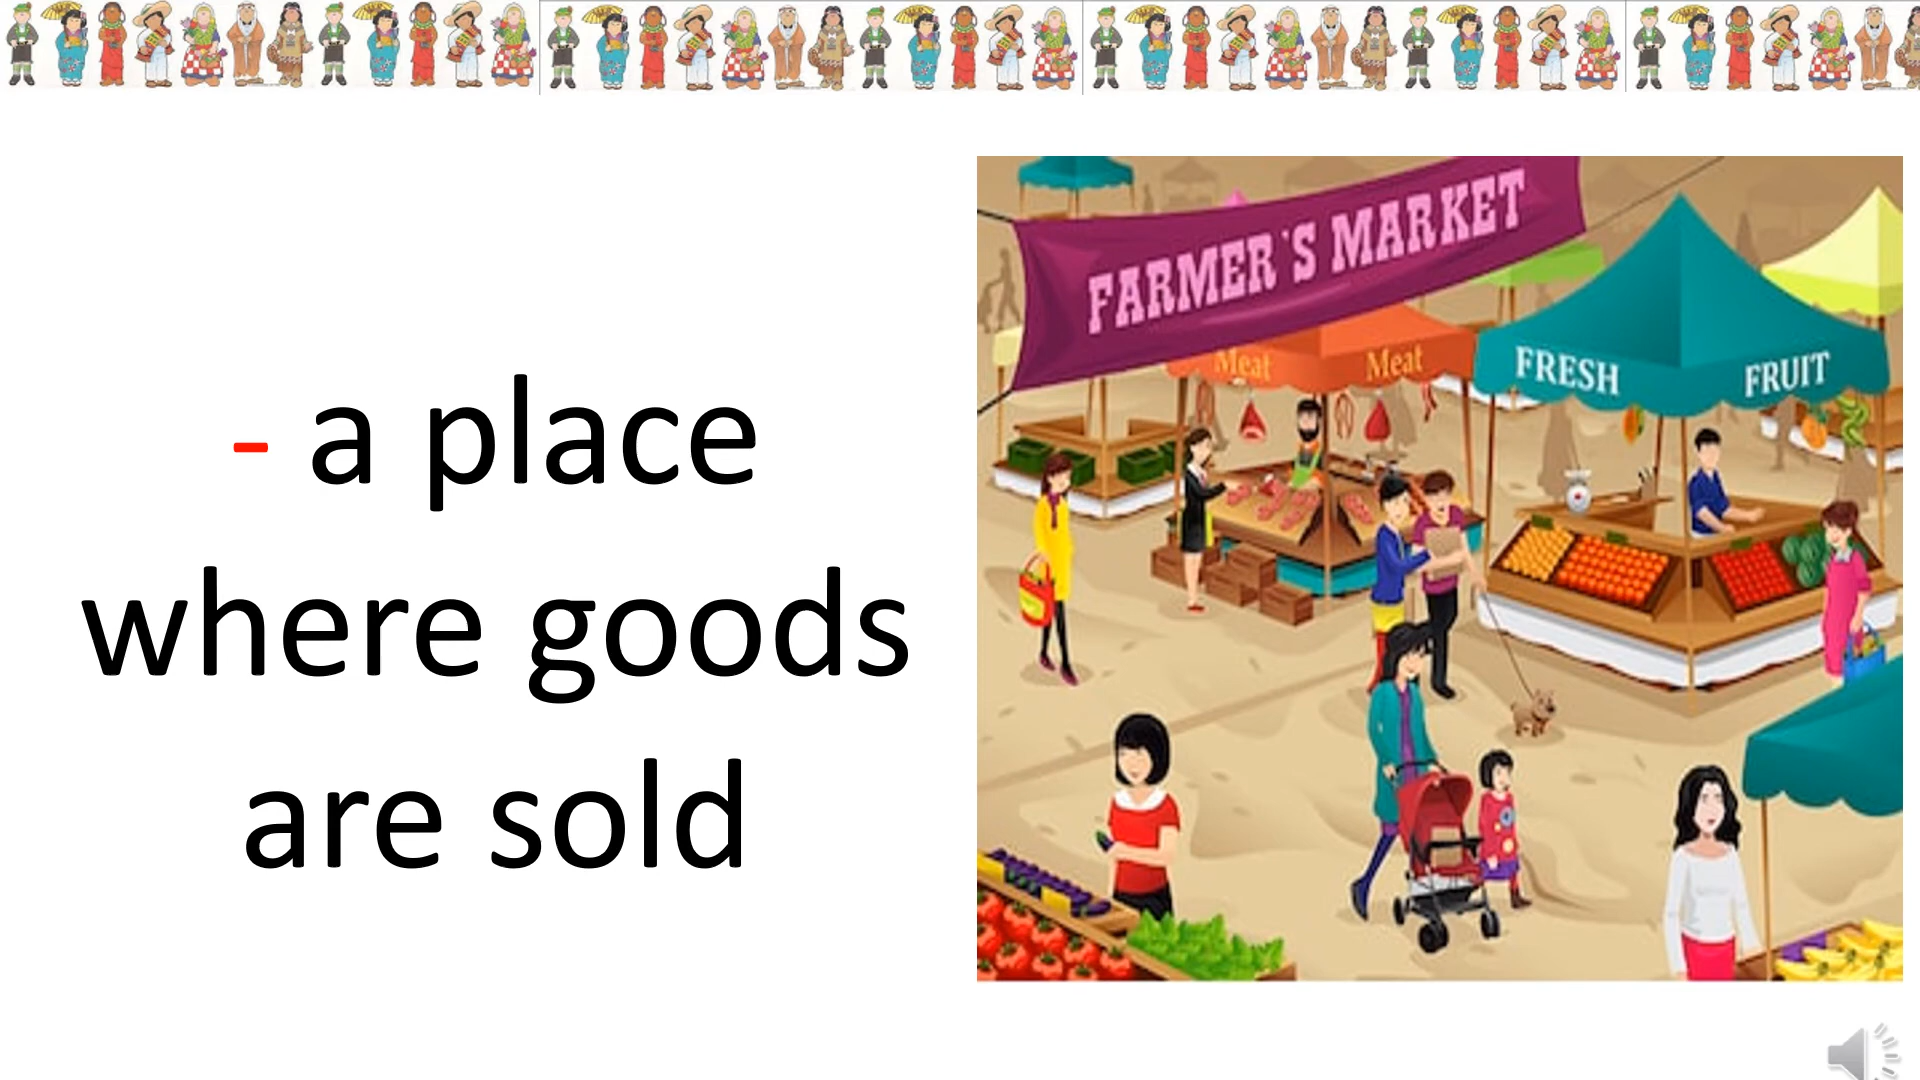 - a place
where goods
are sold
FARMER'S MARKET
Meat Meat
FRESH FRUIT